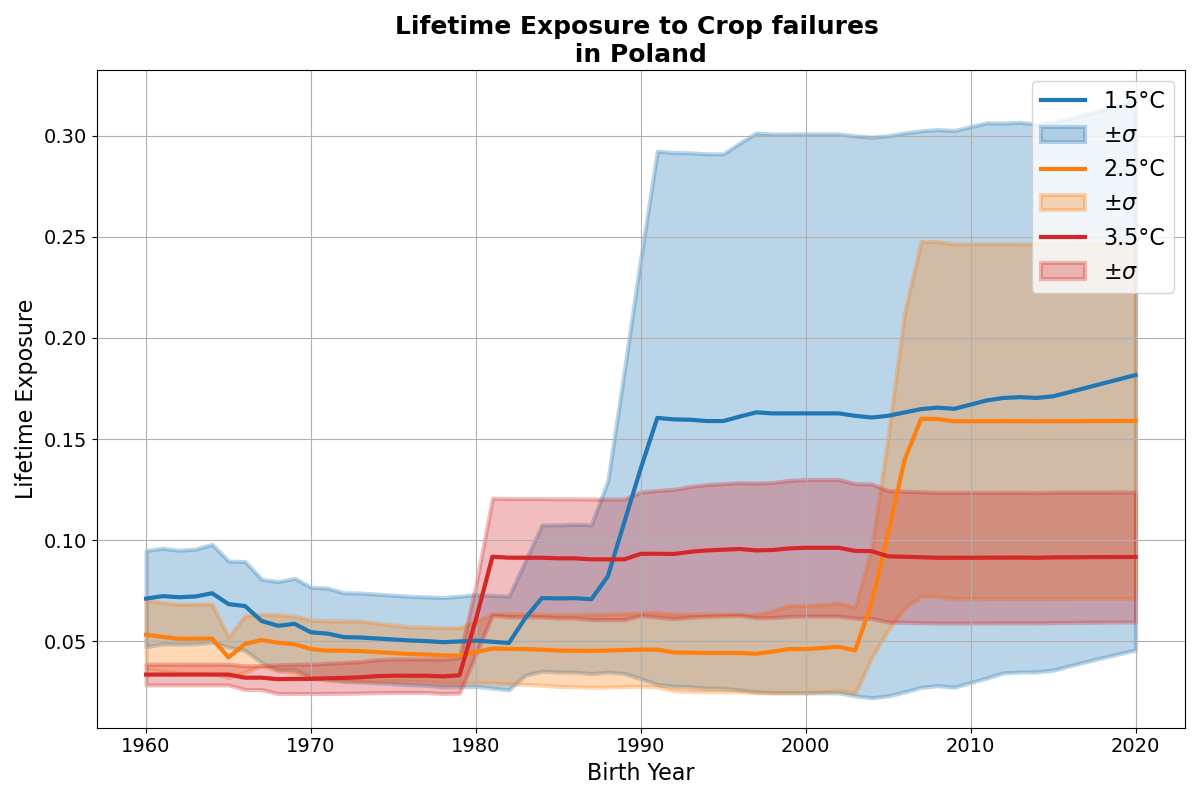 Lifetime Exposure to Crop failures
in Poland
1.5°C
±σ
2.5°C
±σ
3.5°C
±σ
Lifetime Exposure
0.30
0.25
0.20
0.15
0.10
0.05
1960 1970 1980 1990 2000 2010 2020
Birth Year